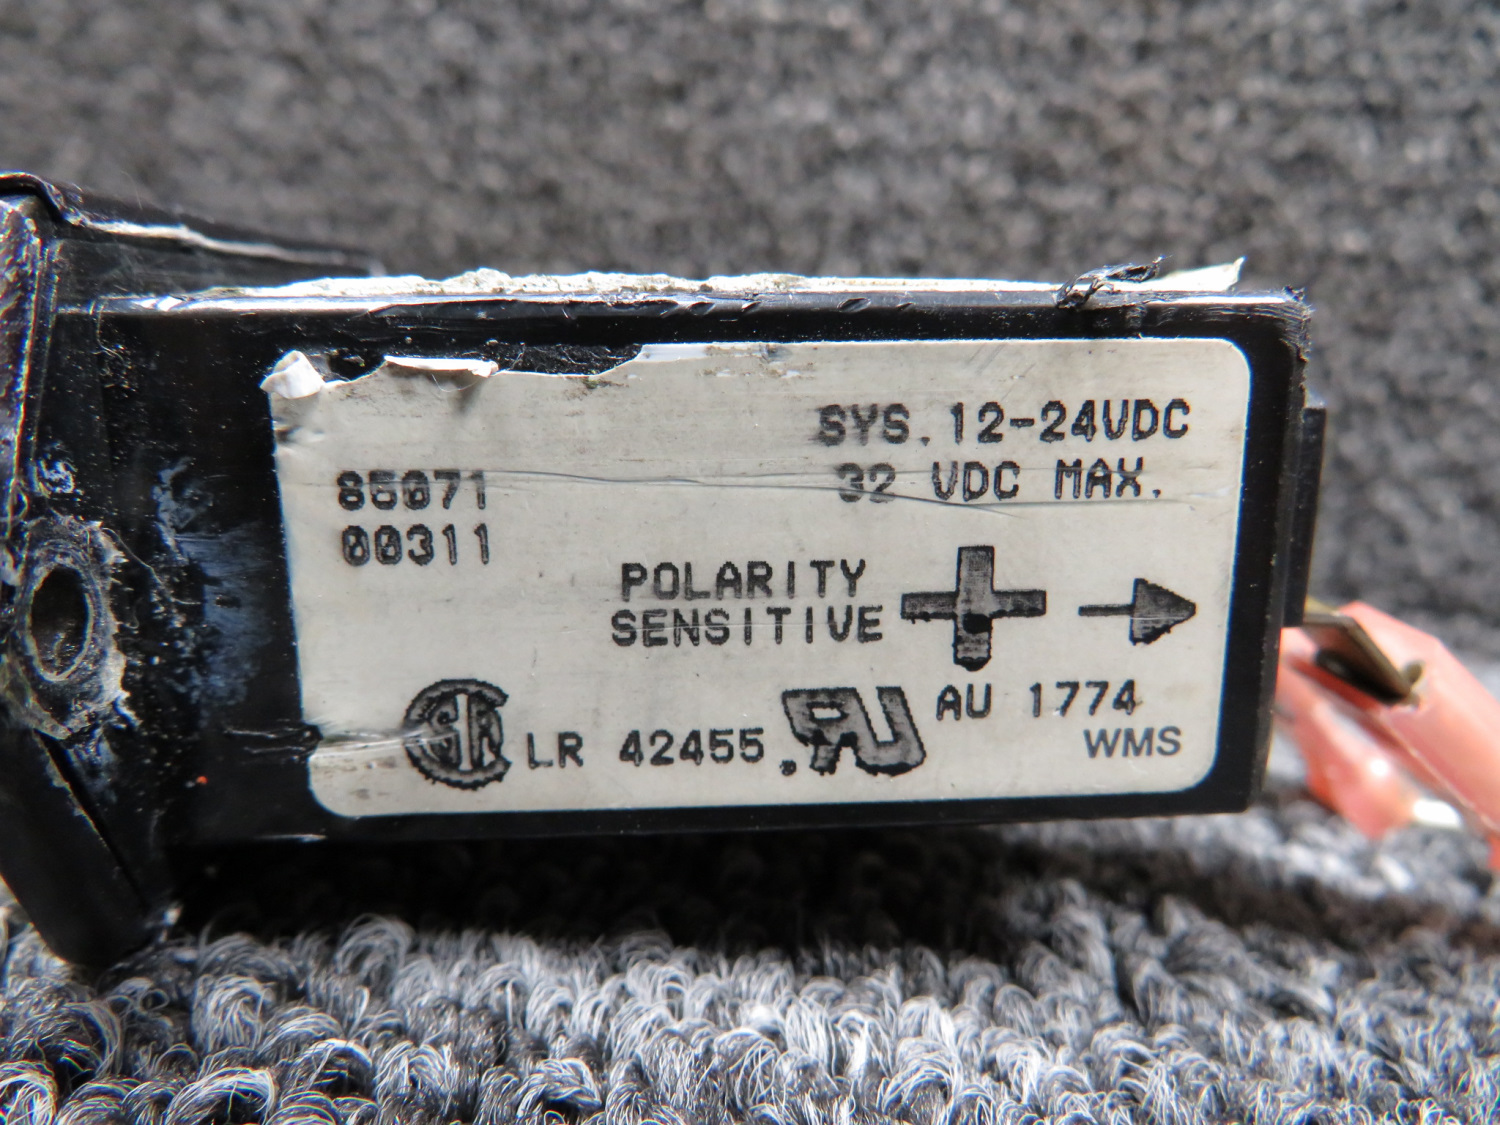 SYS. 12-24VDC
32 VDC MAX.
85071
00311
POLARITY
SENSITIVE
LR 42455
AU 1774
WMS